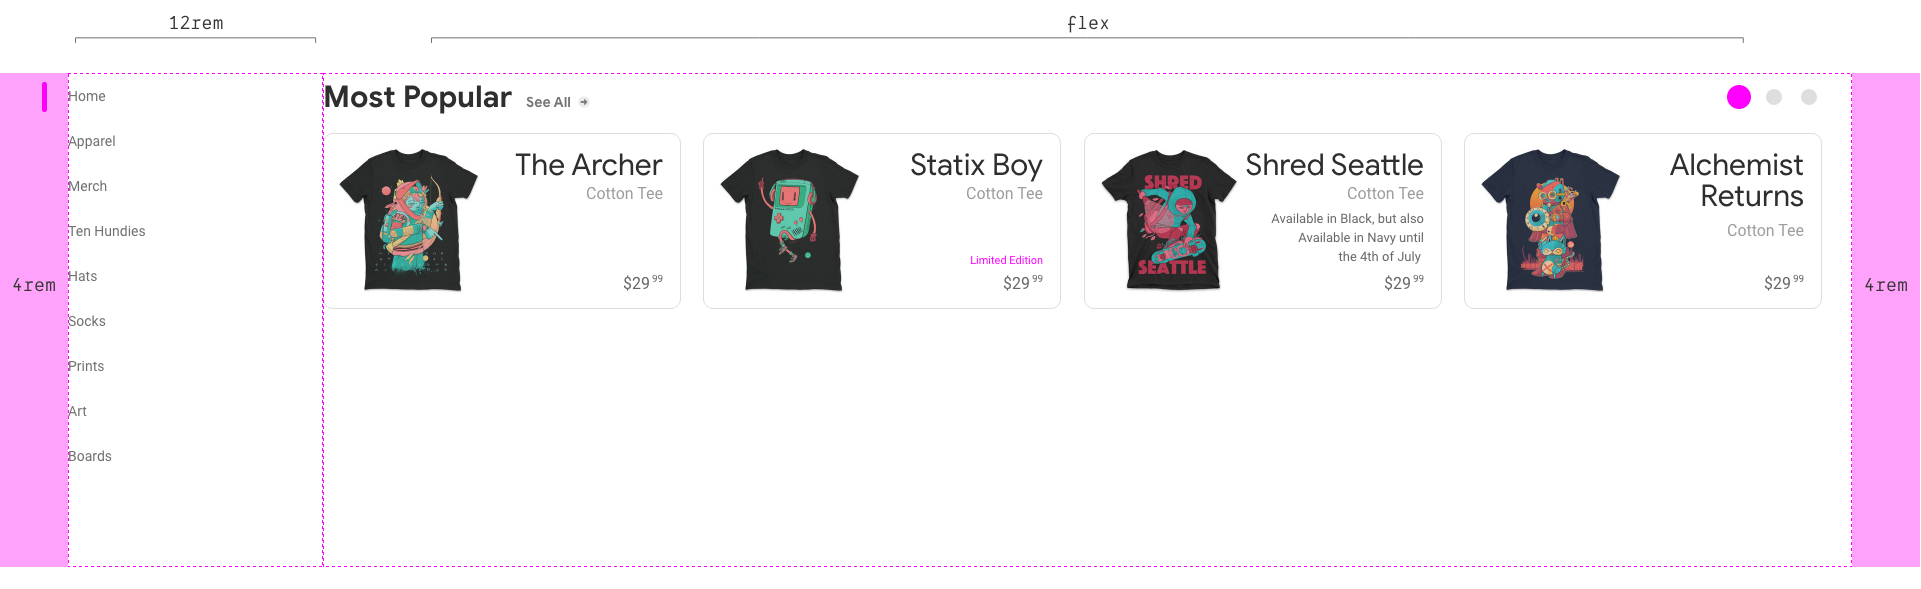 12rem
flex
4rem
4rem
Home
Apparel
Merch
Ten Hundies
Hats
Socks
Prints
Art
Boards
Most Popular See All
The Archer
Cotton Tee
$29 99
Statix Boy
Cotton Tee
Limited Edition
$29 99
SHRED
SEATTLE
Shred Seattle
Cotton Tee
Available in Black, but also
Available in Navy until
the 4th of July
$29 99
Alchemist
Returns
Cotton Tee
$29 99